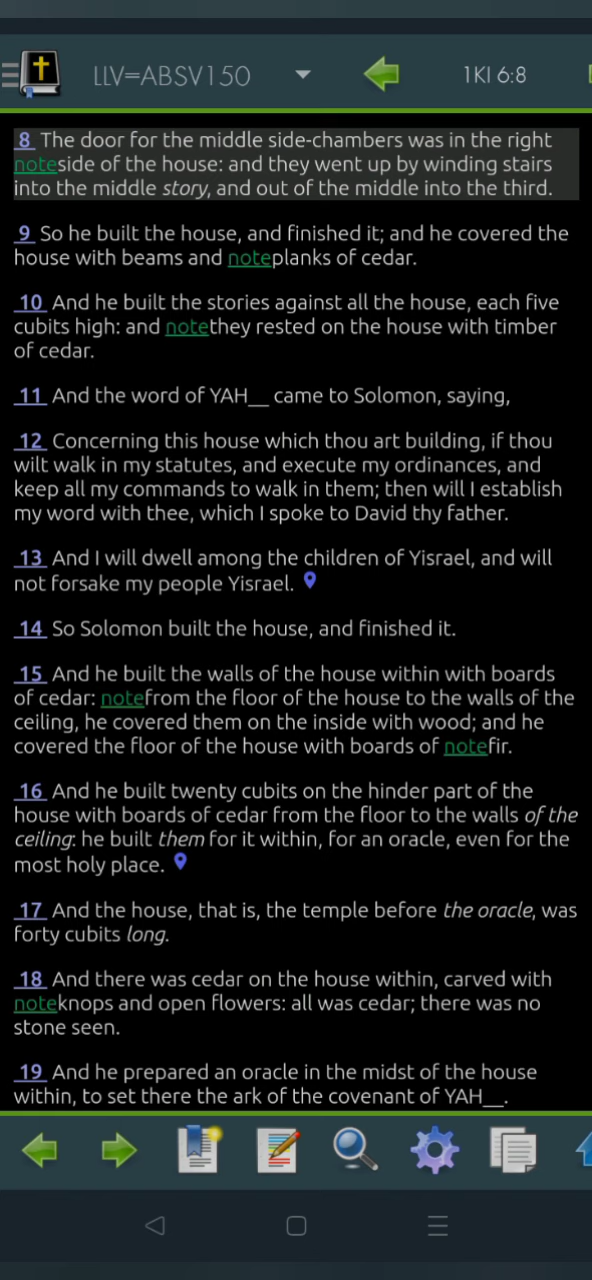 LLV=ABSV150
1KI 6:8
8 The door for the middle side-chambers was in the right
noteside of the house: and they went up by winding stairs
into the middle story, and out of the middle into the third.
9 So he built the house, and finished it; and he covered the
house with beams and noteplanks of cedar.
10 And he built the stories against all the house, each five
cubits high: and notethey rested on the house with timber
of cedar.
11 And the word of YAH__ came to Solomon, saying,
12 Concerning this house which thou art building, if thou
wilt walk in my statutes, and execute my ordinances, and
keep all my commands to walk in them; then will I establish
my word with thee, which I spoke to David thy father.
13 And I will dwell among the children of Yisrael, and will
not forsake my people Yisrael.
14 So Solomon built the house, and finished it.
15 And he built the walls of the house within with boards
of cedar: notefrom the floor of the house to the walls of the
ceiling, he covered them on the inside with wood; and he
covered the floor of the house with boards of notefir.
16 And he built twenty cubits on the hinder part of the
house with boards of cedar from the floor to the walls of the
ceiling: he built them for it within, for an oracle, even for the
most holy place.
17 And the house, that is, the temple before the oracle, was
forty cubits long.
18 And there was cedar on the house within, carved with
noteknops and open flowers: all was cedar; there was no
stone seen.
19 And he prepared an oracle in the midst of the house
within, to set there the ark of the covenant of YAH__.